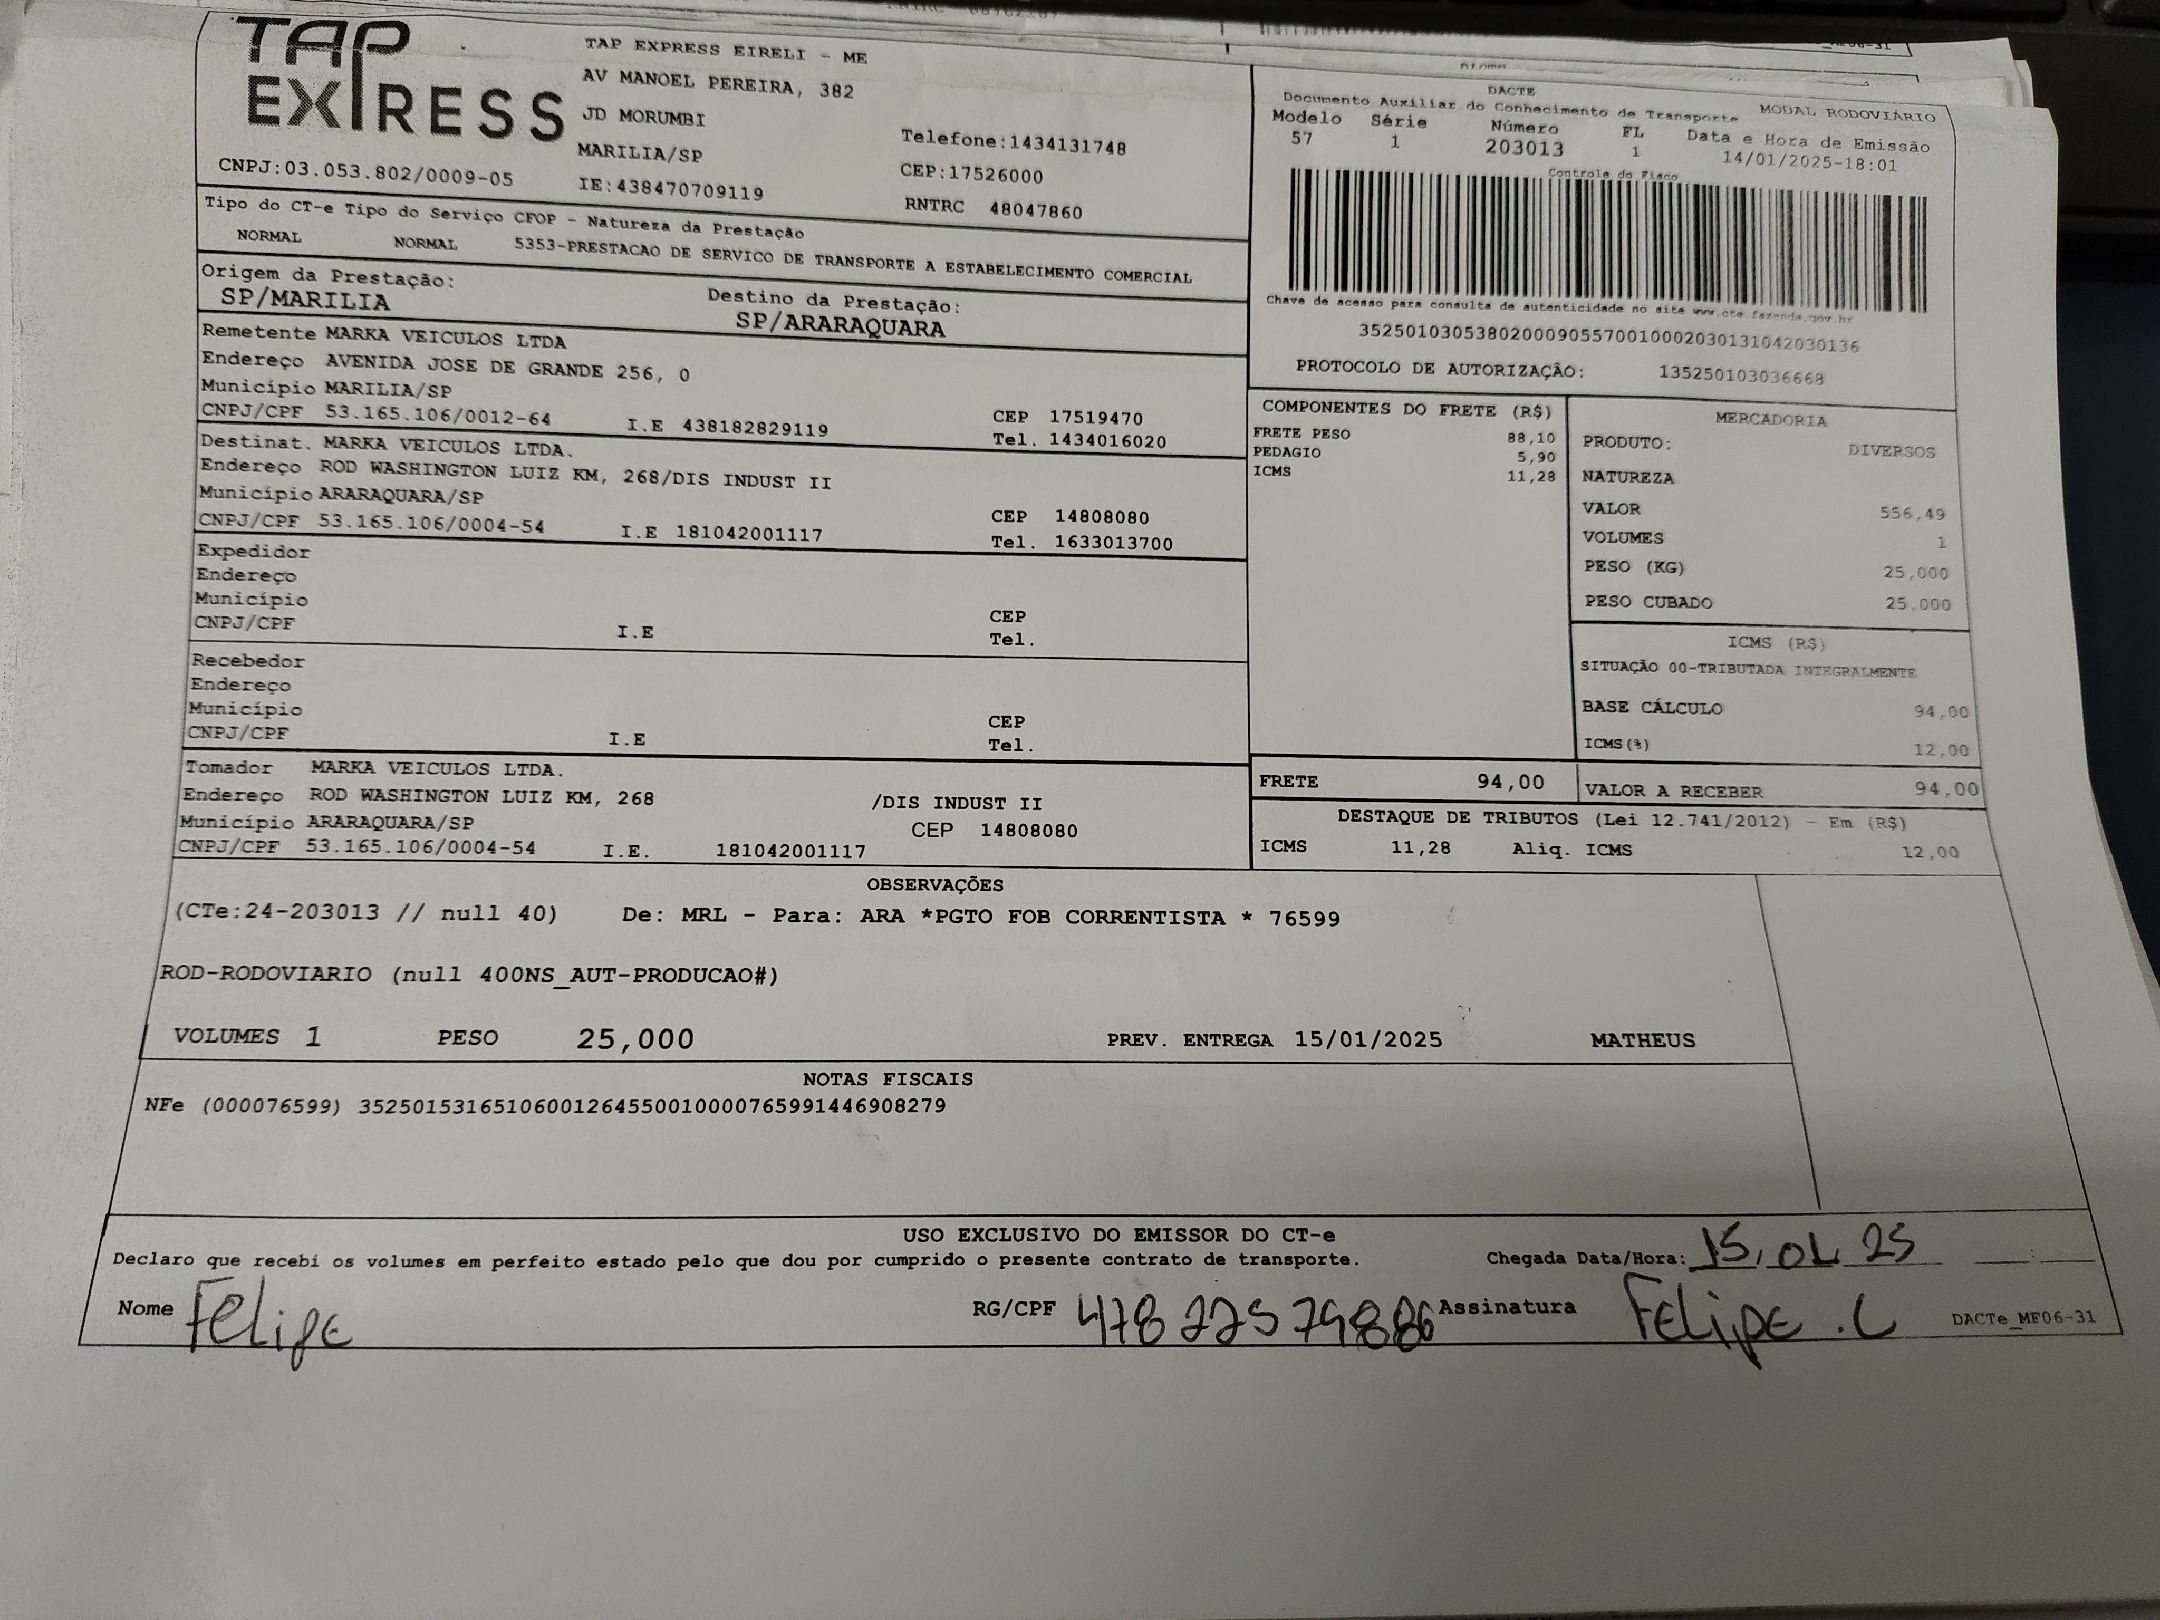 TAP EXPRESS
TAP EXPRESS EIRELI - ME
AV MANOEL PEREIRA, 382
JD MORUMBI
MARILIA/SP
Telefone:1434131748
CEP:17526000
CNPJ:03.053.802/0009-05
IE:438470709119
RNTRC 48047860
DACTE
Documento Auxiliar do Conhecimento de Transporte
MODAL RODOVIÁRIO
Modelo Série Número FL Data e Hora de Emissão
57 1 203013 1 14/01/2025-18:01
Controle do Fisco
Chave de acesso para consulta de autenticidade no site www.cte.fazenda.gov.br
35250103053802000905570010002030131042030136
PROTOCOLO DE AUTORIZAÇÃO: 135250103036668
Tipo do CT-e Tipo do Serviço CFOP - Natureza da Prestação
NORMAL NORMAL 5353-PRESTACAO DE SERVICO DE TRANSPORTE A ESTABELECIMENTO COMERCIAL
Origem da Prestação:
SP/MARILIA
Destino da Prestação:
SP/ARARAQUARA
Remetente MARKA VEICULOS LTDA
Endereço AVENIDA JOSE DE GRANDE 256, 0
Município MARILIA/SP
CEP 17519470
CNPJ/CPF 53.165.106/0012-64 I.E 438182829119
Tel. 1434016020
Destinat. MARKA VEICULOS LTDA.
Endereço ROD WASHINGTON LUIZ KM, 268/DIS INDUST II
Município ARARAQUARA/SP
CEP 14808080
CNPJ/CPF 53.165.106/0004-54 I.E 181042001117
Tel. 1633013700
Expedidor
Endereço
Município
CEP
CNPJ/CPF I.E
Tel.
Recebedor
Endereço
Município
CEP
CNPJ/CPF I.E
Tel.
Tomador MARKA VEICULOS LTDA.
Endereço ROD WASHINGTON LUIZ KM, 268 /DIS INDUST II
Município ARARAQUARA/SP CEP 14808080
CNPJ/CPF 53.165.106/0004-54 I.E. 181042001117
COMPONENTES DO FRETE (R$)
FRETE PESO 88,10
PEDAGIO 5,90
ICMS 11,28
MERCADORIA
PRODUTO: DIVERSOS
NATUREZA
VALOR 556,49
VOLUMES 1
PESO (KG) 25,000
PESO CUBADO 25,000
ICMS (R$)
SITUAÇÃO 00-TRIBUTADA INTEGRALMENTE
BASE CÁLCULO 94,00
ICMS(%) 12,00
FRETE 94,00
VALOR A RECEBER 94,00
DESTAQUE DE TRIBUTOS (Lei 12.741/2012) - Em (R$)
ICMS 11,28 Aliq. ICMS 12,00
OBSERVAÇÕES
(CTe:24-203013 // null 40) De: MRL - Para: ARA *PGTO FOB CORRENTISTA * 76599
ROD-RODOVIARIO (null 400NS_AUT-PRODUCAO#)
VOLUMES 1 PESO 25,000 PREV. ENTREGA 15/01/2025 MATHEUS
NOTAS FISCAIS
NFe (000076599) 35250153165106001264550010000765991446908279
USO EXCLUSIVO DO EMISSOR DO CT-e
Declaro que recebi os volumes em perfeito estado pelo que dou por cumprido o presente contrato de transporte.
Chegada Data/Hora: 15, 01 25
Nome Felipe
RG/CPF
Assinatura Felipe .C
DACTe_MF06-31